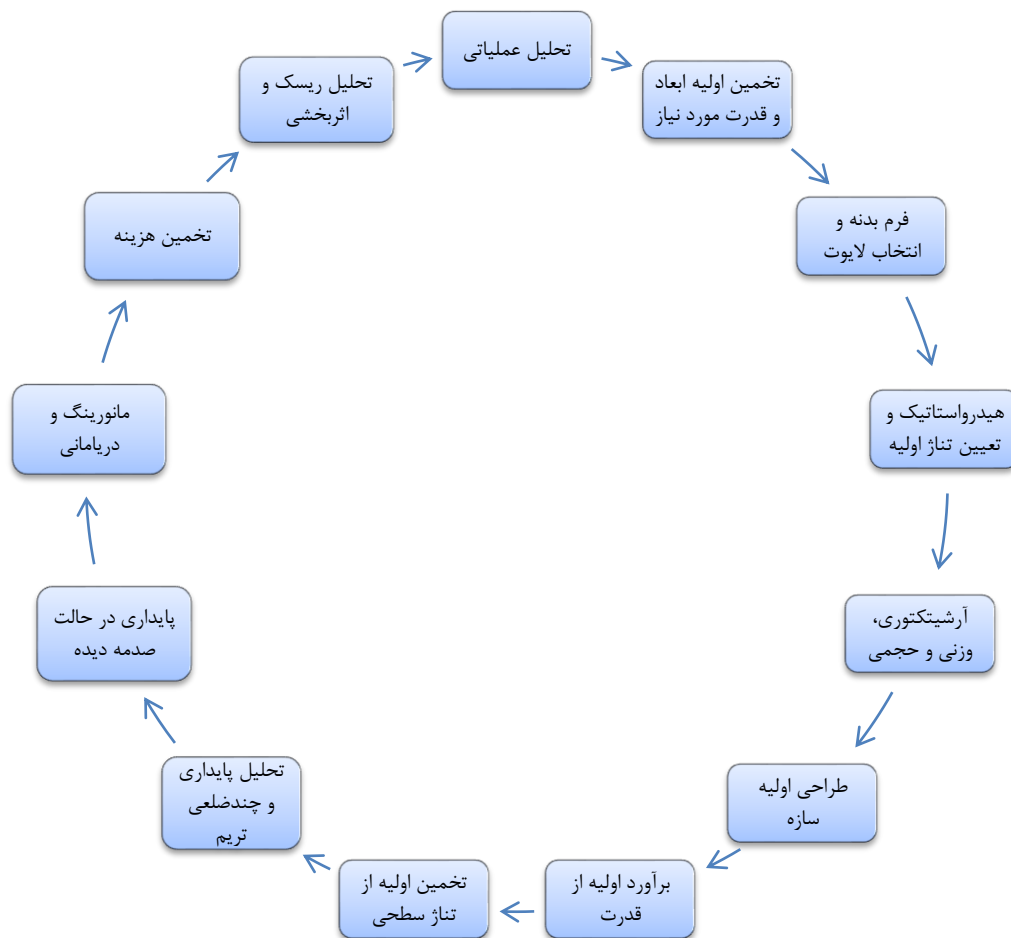 تحلیل عملیاتی
تخمین اولیه ابعاد
و قدرت مورد نیاز
فرم بدنه و
انتخاب لایوت
هیدرواستاتیک و
تعیین تناژ اولیه
آرشیتکتوری،
وزنی و حجمی
طراحی اولیه
سازه
برآورد اولیه از
قدرت
تخمین اولیه از
تناژ سطحی
تحلیل پایداری
و چندضلعی
تریم
پایداری در حالت
صدمه دیده
مانورینگ و
دریامانی
تخمین هزینه
تحلیل ریسک و
اثربخشی